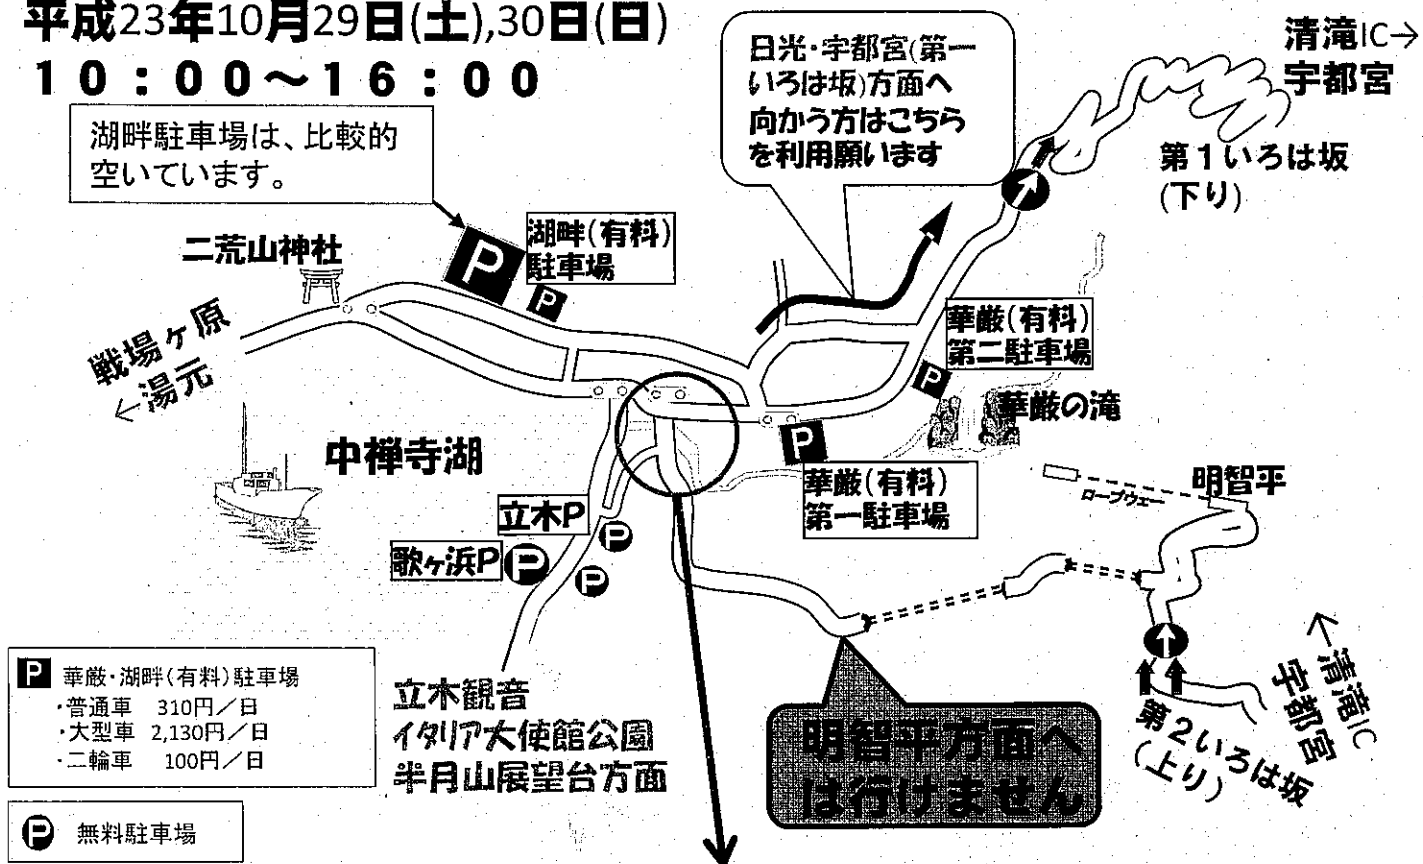 平成23年10月29日(土),30日(日)
10:00~16:00
湖畔駐車場は、比較的
空いています。
日光・宇都宮(第一
いろは坂)方面へ
向かう方はこちら
を利用願います
清滝IC→
宇都宮
第1いろは坂
(下り)
二荒山神社
P
湖畔(有料)
駐車場
P
戦場ヶ原
←湯元
華厳(有料)
第二駐車場
P
華厳の滝
中禅寺湖
P
華厳(有料)
第一駐車場
明智平
ロープウェー
立木P
P
歌ヶ浜P
P
P
←清滝IC
宇都宮
第2いろは坂
(上り)
立木観音
イタリア大使館公園
半月山展望台方面
明智平方面へ
は行けません
P 華厳・湖畔(有料)駐車場
・普通車 310円/日
・大型車 2,130円/日
・二輪車 100円/日
P 無料駐車場